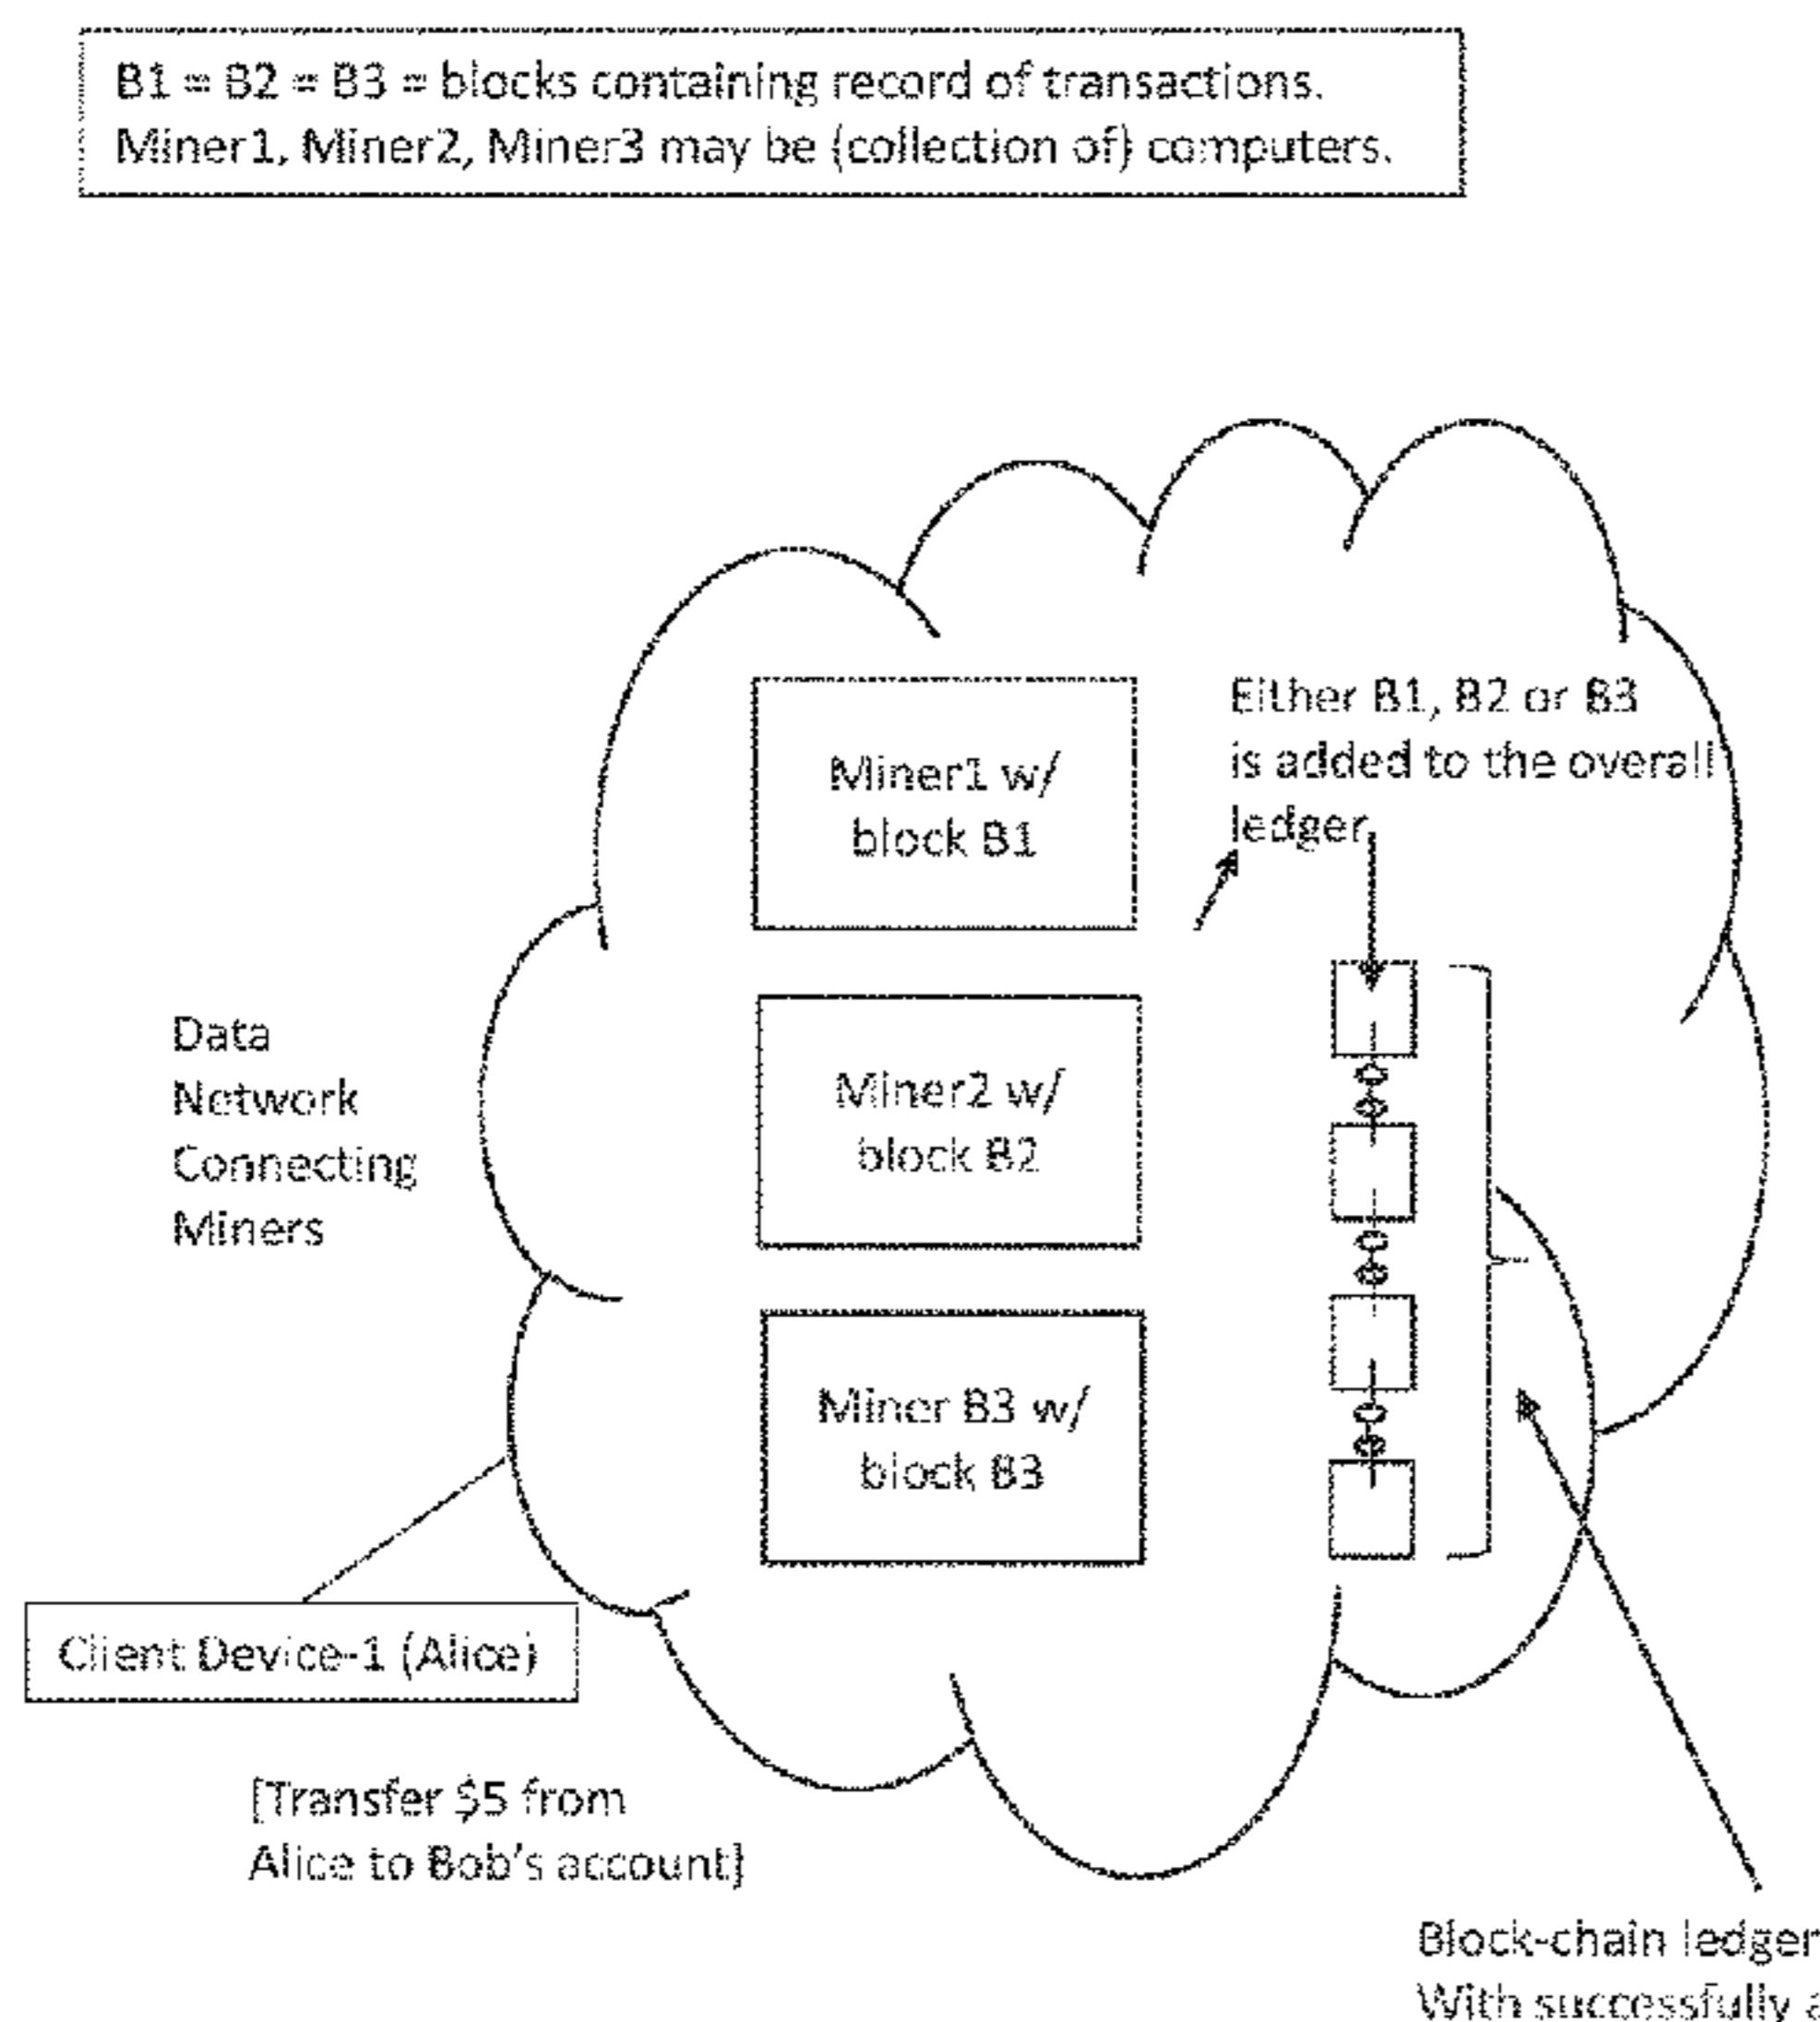 B1 = B2 = B3 = blocks containing record of transactions.
Miner1, Miner2, Miner3 may be (collection of) computers.
Either B1, B2 or B3
is added to the overall
ledger
Miner1 w/
block B1
Data
Network
Connecting
Miners
Miner2 w/
block B2
Miner B3 w/
block B3
Client Device-1 (Alice)
[Transfer $5 from
Alice to Bob's account]
Block-chain ledger
With successfully